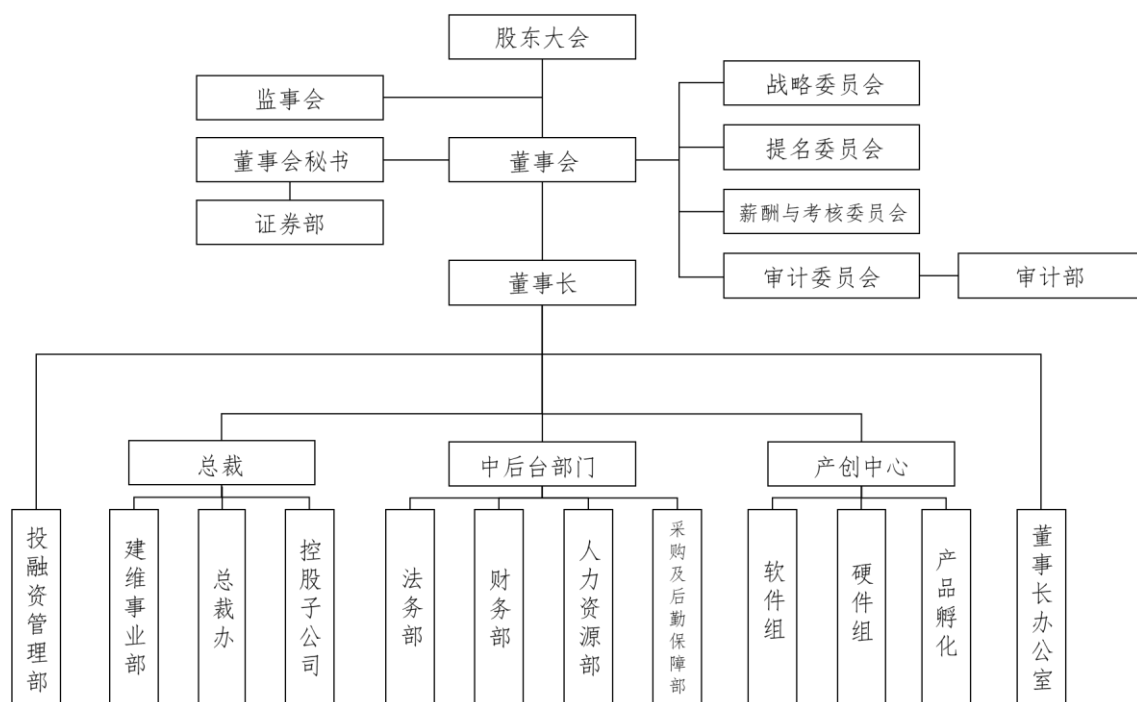 股东大会
监事会
战略委员会
董事会秘书
董事会
提名委员会
证券部
薪酬与考核委员会
董事长
审计委员会
审计部
总裁
中后台部门
产创中心
投融资管理部
建维事业部
总裁办
控股子公司
法务部
财务部
人力资源部
采购及后勤保障部
软件组
硬件组
产品孵化
董事长办公室